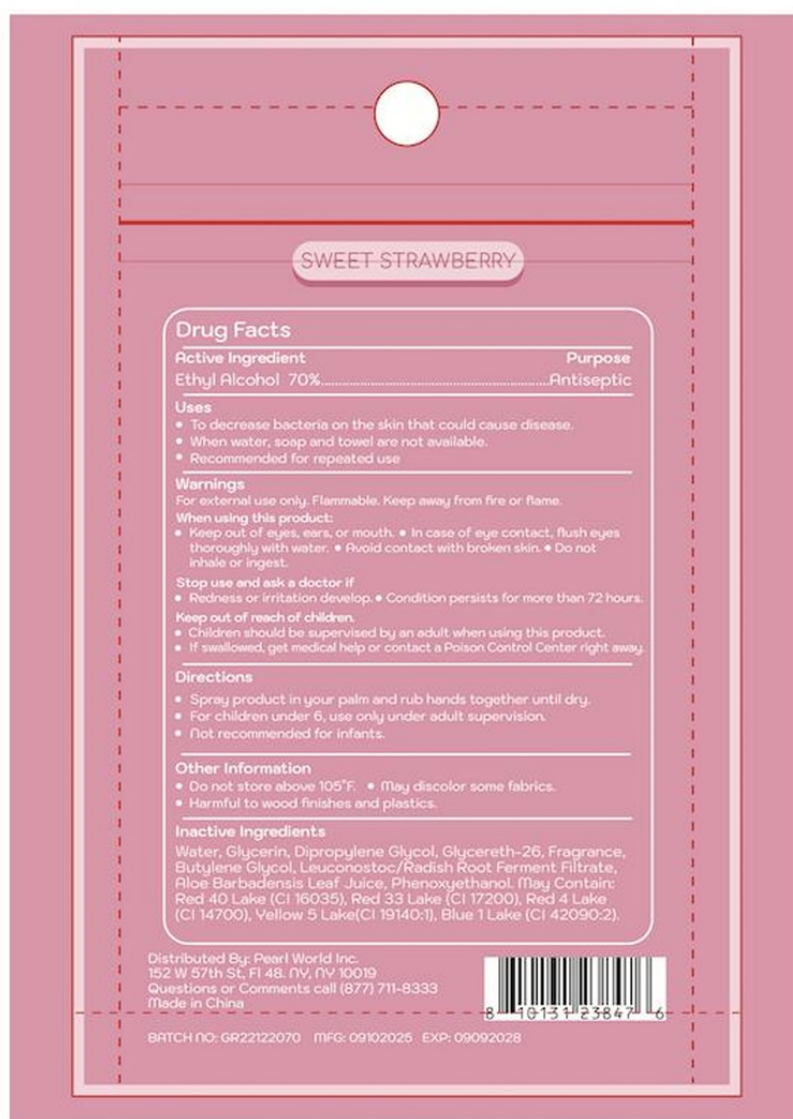 SWEET STRAWBERRY
Drug Facts
Active Ingredient Purpose
Ethyl Alcohol 70%........................................................Antiseptic
Uses
• To decrease bacteria on the skin that could cause disease.
• When water, soap and towel are not available.
• Recommended for repeated use
Warnings
For external use only. Flammable. Keep away from fire or flame.
When using this product:
• Keep out of eyes, ears, or mouth. • In case of eye contact, flush eyes
thoroughly with water. • Avoid contact with broken skin. • Do not
inhale or ingest.
Stop use and ask a doctor if
• Redness or irritation develop. • Condition persists for more than 72 hours.
Keep out of reach of children.
• Children should be supervised by an adult when using this product.
• If swallowed, get medical help or contact a Poison Control Center right away.
Directions
• Spray product in your palm and rub hands together until dry.
• For children under 6, use only under adult supervision.
• Not recommended for infants.
Other Information
• Do not store above 105°F. • May discolor some fabrics.
• Harmful to wood finishes and plastics.
Inactive Ingredients
Water, Glycerin, Dipropylene Glycol, Glycereth-26, Fragrance,
Butylene Glycol, Leuconostoc/Radish Root Ferment Filtrate,
Aloe Barbadensis Leaf Juice, Phenoxyethanol. May Contain:
Red 40 Lake (CI 16035), Red 33 Lake (CI 17200), Red 4 Lake
(CI 14700), Yellow 5 Lake(CI 19140:1), Blue 1 Lake (CI 42090:2).
Distributed By: Pearl World Inc.
152 W 57th St, Fl 48. NY, NY 10019
Questions or Comments call (877) 711-8333
Made in China
8 10131 23847 6
BATCH NO: GR22122070 MFG: 09102025 EXP: 09092028